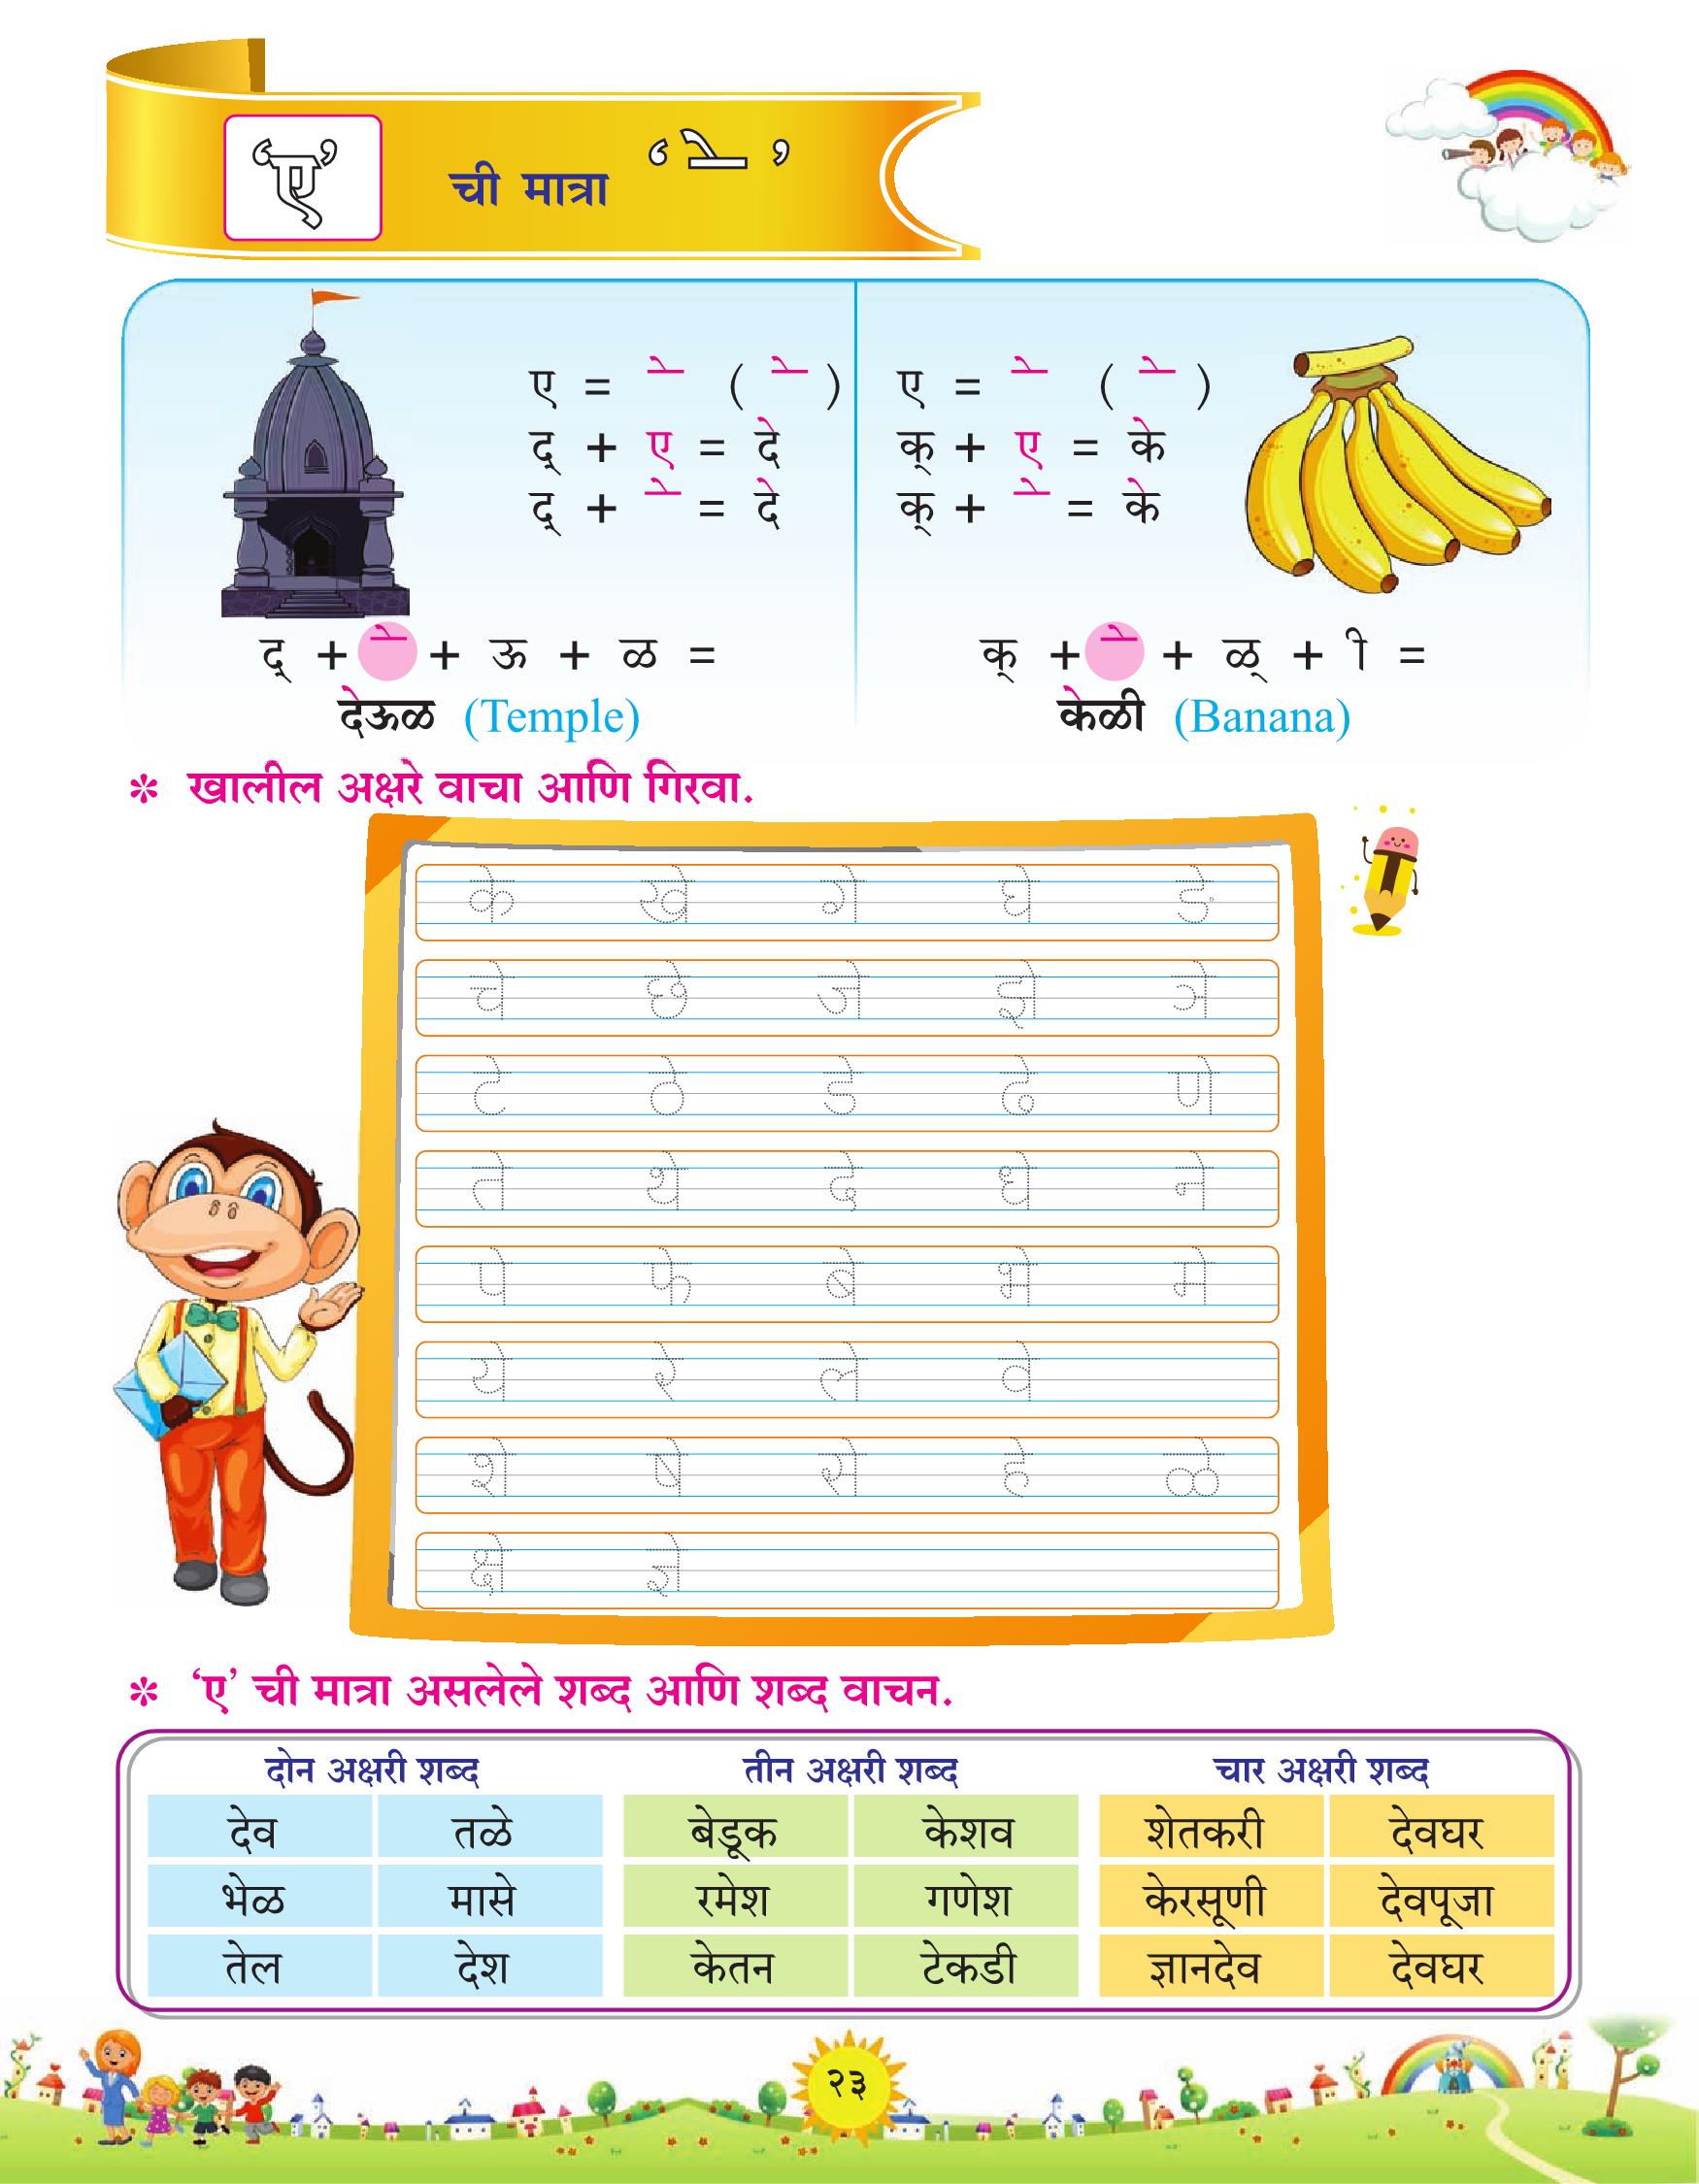 ‘ए’ ची मात्रा ‘ े ’
ए = े ( े )
द् + ए = दे
द् + े = दे
द् + े + ऊ + ळ =
देऊळ (Temple)
ए = े ( े )
क् + ए = के
क् + े = के
क् + े + ळ् + ी =
केळी (Banana)
* खालील अक्षरे वाचा आणि गिरवा.
के खे गे घे ङे
चे छे जे झे ञे
टे ठे डे ढे णे
ते थे दे धे ने
पे फे बे भे मे
ये रे ले वे
शे षे से हे ळे
क्षे ज्ञे
* ‘ए’ ची मात्रा असलेले शब्द आणि शब्द वाचन.
दोन अक्षरी शब्द तीन अक्षरी शब्द चार अक्षरी शब्द
देव तळे बेडूक केशव शेतकरी देवघर
भेळ मासे रमेश गणेश केरसूणी देवपूजा
तेल देश केतन टेकडी ज्ञानदेव देवघर
२३